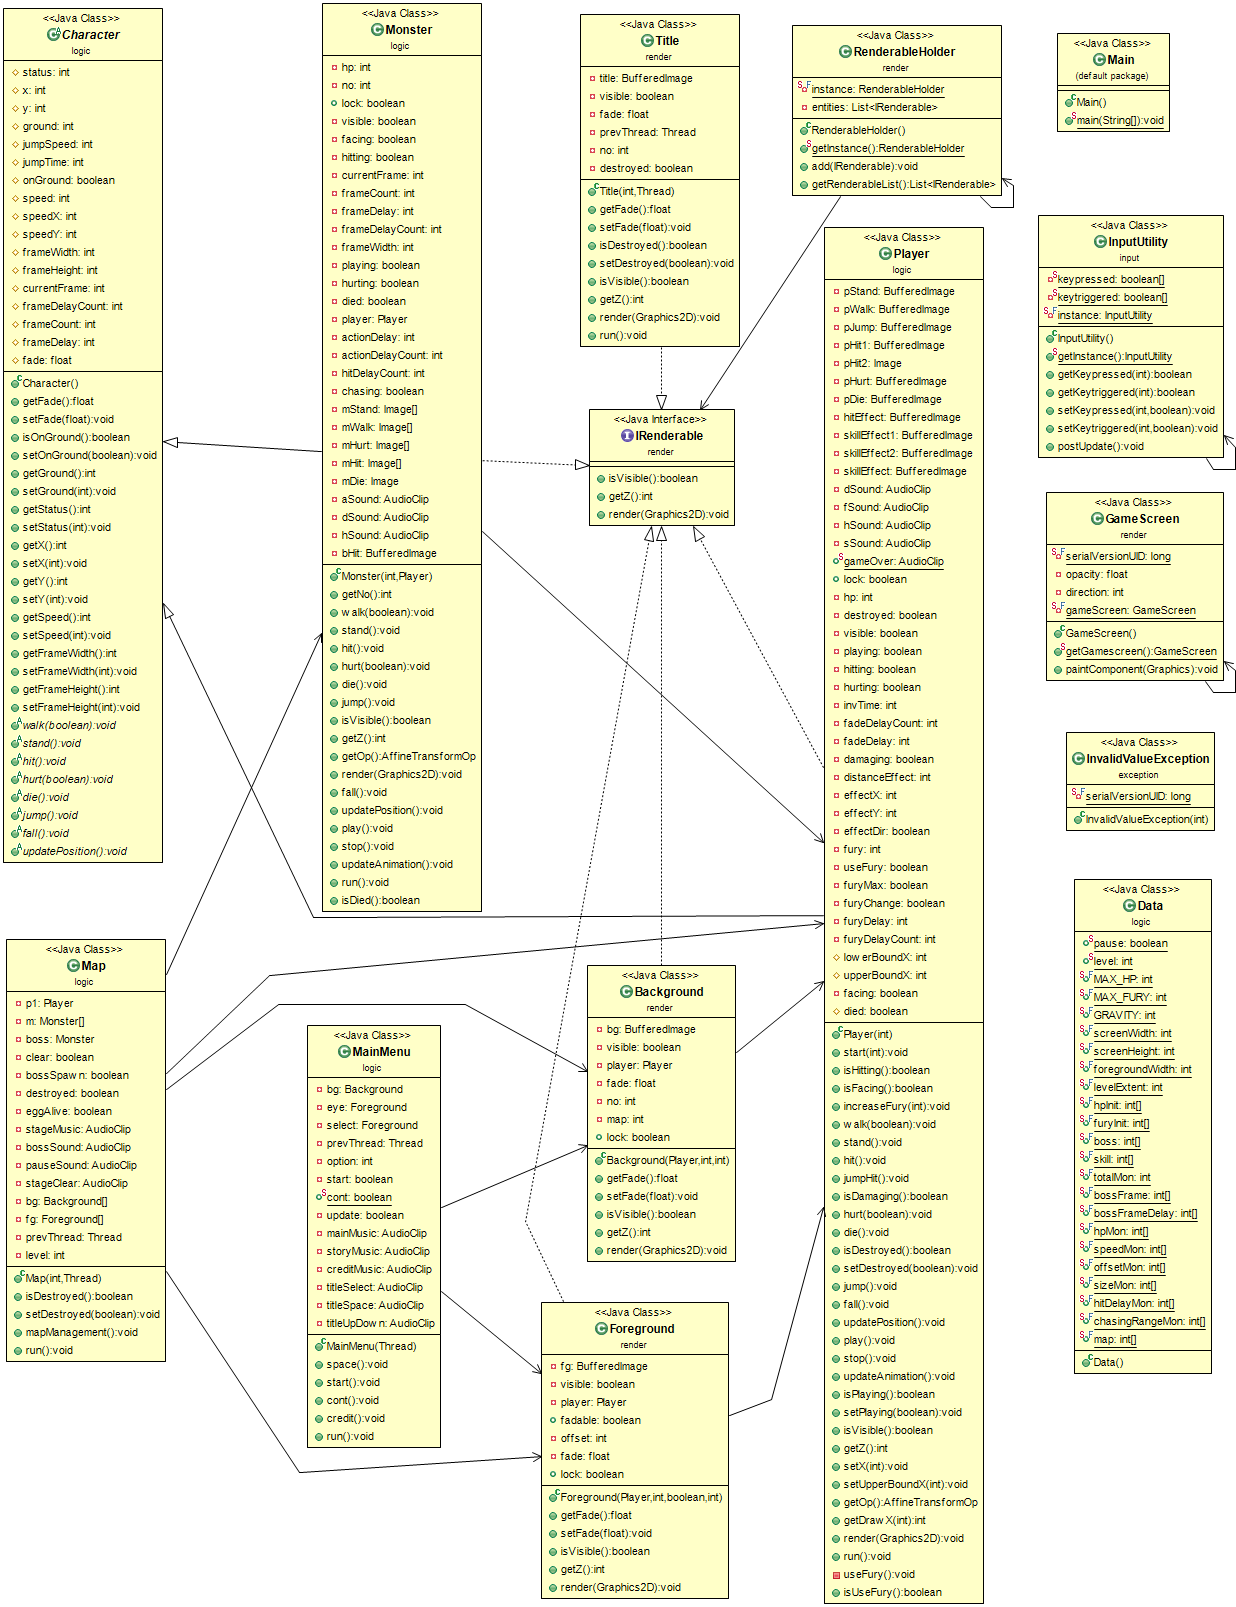 <<Java Class>>
Character
logic
status: int
x: int
y: int
ground: int
jumpSpeed: int
jumpTime: int
onGround: boolean
speed: int
speedX: int
speedY: int
frameWidth: int
frameHeight: int
currentFrame: int
frameDelayCount: int
frameCount: int
frameDelay: int
fade: float
Character()
getFade():float
setFade(float):void
isOnGround():boolean
setOnGround(boolean):void
getGround():int
setGround(int):void
getStatus():int
setStatus(int):void
getX():int
setX(int):void
getY():int
setY(int):void
getSpeed():int
setSpeed(int):void
getFrameWidth():int
setFrameWidth(int):void
getFrameHeight():int
setFrameHeight(int):void
walk(boolean):void
stand():void
hit():void
hurt(boolean):void
die():void
jump():void
fall():void
updatePosition():void
<<Java Class>>
Monster
logic
hp: int
no: int
lock: boolean
visible: boolean
facing: boolean
hitting: boolean
currentFrame: int
frameCount: int
frameDelay: int
frameDelayCount: int
frameWidth: int
playing: boolean
hurting: boolean
died: boolean
player: Player
actionDelay: int
actionDelayCount: int
hitDelayCount: int
chasing: boolean
mStand: Image[]
mWalk: Image[]
mHurt: Image[]
mHit: Image[]
mDie: Image
aSound: AudioClip
dSound: AudioClip
hSound: AudioClip
bHit: BufferedImage
Monster(int,Player)
getNo():int
walk(boolean):void
stand():void
hit():void
hurt(boolean):void
die():void
jump():void
isVisible():boolean
getZ():int
getOp():AffineTransformOp
render(Graphics2D):void
fall():void
updatePosition():void
play():void
stop():void
updateAnimation():void
run():void
isDied():boolean
<<Java Class>>
Title
render
title: BufferedImage
visible: boolean
fade: float
prevThread: Thread
no: int
destroyed: boolean
Title(int,Thread)
getFade():float
setFade(float):void
isDestroyed():boolean
setDestroyed(boolean):void
isVisible():boolean
getZ():int
render(Graphics2D):void
run():void
<<Java Class>>
RenderableHolder
render
instance: RenderableHolder
entities: List<IRenderable>
RenderableHolder()
getInstance():RenderableHolder
add(IRenderable):void
getRenderableList():List<IRenderable>
<<Java Class>>
Main
(default package)
Main()
main(String[]):void
<<Java Class>>
InputUtility
input
keypressed: boolean[]
keytriggered: boolean[]
instance: InputUtility
InputUtility()
getInstance():InputUtility
getKeypressed(int):boolean
getKeytriggered(int):boolean
setKeypressed(int,boolean):void
setKeytriggered(int,boolean):void
postUpdate():void
<<Java Interface>>
IRenderable
render
isVisible():boolean
getZ():int
render(Graphics2D):void
<<Java Class>>
Player
logic
pStand: BufferedImage
pWalk: BufferedImage
pJump: BufferedImage
pHit1: BufferedImage
pHit2: Image
pHurt: BufferedImage
pDie: BufferedImage
hitEffect: BufferedImage
skillEffect1: BufferedImage
skillEffect2: BufferedImage
skillEffect: BufferedImage
dSound: AudioClip
fSound: AudioClip
hSound: AudioClip
sSound: AudioClip
gameOver: AudioClip
lock: boolean
hp: int
destroyed: boolean
visible: boolean
playing: boolean
hitting: boolean
hurting: boolean
invTime: int
fadeDelayCount: int
fadeDelay: int
damaging: boolean
distanceEffect: int
effectX: int
effectY: int
effectDir: boolean
fury: int
useFury: boolean
furyMax: boolean
furyChange: boolean
furyDelay: int
furyDelayCount: int
lowerBoundX: int
upperBoundX: int
facing: boolean
died: boolean
Player(int)
start(int):void
isHitting():boolean
isFacing():boolean
increaseFury(int):void
walk(boolean):void
stand():void
hit():void
jumpHit():void
isDamaging():boolean
hurt(boolean):void
die():void
isDestroyed():boolean
setDestroyed(boolean):void
jump():void
fall():void
updatePosition():void
play():void
stop():void
updateAnimation():void
isPlaying():boolean
setPlaying(boolean):void
isVisible():boolean
getZ():int
setX(int):void
setUpperBoundX(int):void
getOp():AffineTransformOp
getDrawX(int):int
render(Graphics2D):void
run():void
useFury():void
isUseFury():boolean
<<Java Class>>
GameScreen
render
serialVersionUID: long
opacity: float
direction: int
gameScreen: GameScreen
GameScreen()
getGamescreen():GameScreen
paintComponent(Graphics):void
<<Java Class>>
InvalidValueException
exception
serialVersionUID: long
InvalidValueException(int)
<<Java Class>>
Data
logic
pause: boolean
level: int
MAX_HP: int
MAX_FURY: int
GRAVITY: int
screenWidth: int
screenHeight: int
foregroundWidth: int
levelExtent: int
hpInit: int[]
furyInit: int[]
boss: int[]
skill: int[]
totalMon: int
bossFrame: int[]
bossFrameDelay: int[]
hpMon: int[]
speedMon: int[]
offsetMon: int[]
sizeMon: int[]
hitDelayMon: int[]
chasingRangeMon: int[]
map: int[]
Data()
<<Java Class>>
Map
logic
p1: Player
m: Monster[]
boss: Monster
clear: boolean
bossSpawn: boolean
destroyed: boolean
eggAlive: boolean
stageMusic: AudioClip
bossSound: AudioClip
pauseSound: AudioClip
stageClear: AudioClip
bg: Background[]
fg: Foreground[]
prevThread: Thread
level: int
Map(int,Thread)
isDestroyed():boolean
setDestroyed(boolean):void
mapManagement():void
run():void
<<Java Class>>
MainMenu
logic
bg: Background
eye: Foreground
select: Foreground
prevThread: Thread
option: int
start: boolean
cont: boolean
update: boolean
mainMusic: AudioClip
storyMusic: AudioClip
creditMusic: AudioClip
titleSelect: AudioClip
titleSpace: AudioClip
titleUpDown: AudioClip
MainMenu(Thread)
space():void
start():void
cont():void
credit():void
run():void
<<Java Class>>
Background
render
bg: BufferedImage
visible: boolean
player: Player
fade: float
no: int
map: int
lock: boolean
Background(Player,int,int)
getFade():float
setFade(float):void
isVisible():boolean
getZ():int
render(Graphics2D):void
<<Java Class>>
Foreground
render
fg: BufferedImage
visible: boolean
player: Player
fadable: boolean
offset: int
fade: float
lock: boolean
Foreground(Player,int,boolean,int)
getFade():float
setFade(float):void
isVisible():boolean
getZ():int
render(Graphics2D):void